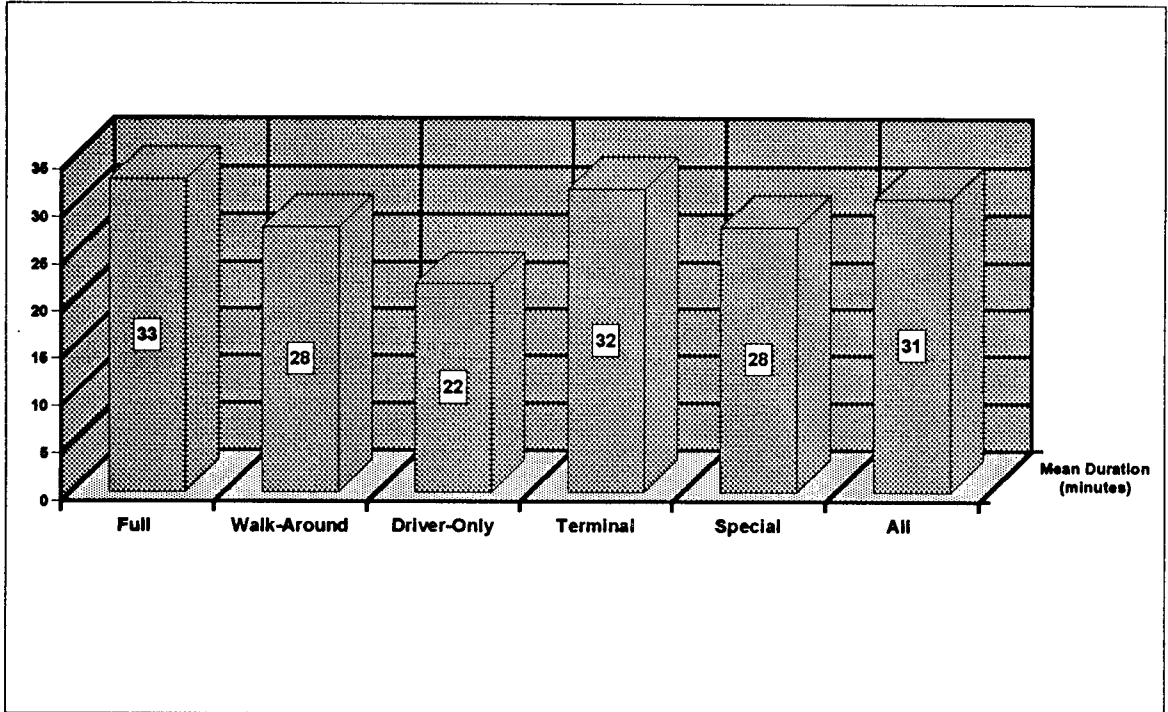 35
30
25
20
15
10
5
0
33
28
22
32
28
31
Full
Walk-Around
Driver-Only
Terminal
Special
All
Mean Duration
(minutes)